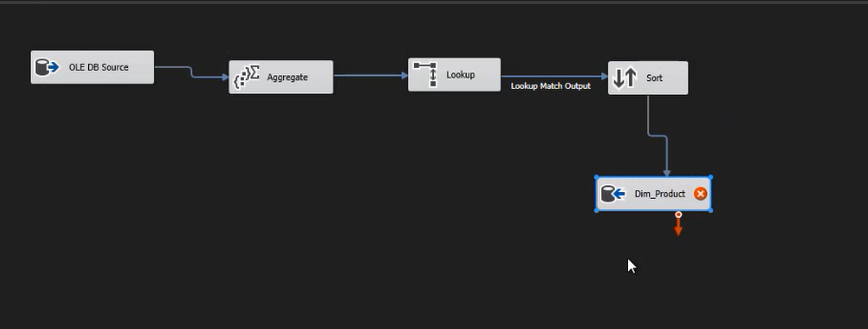 OLE DB Source
Aggregate
Lookup
Lookup Match Output
Sort
Dim_Product